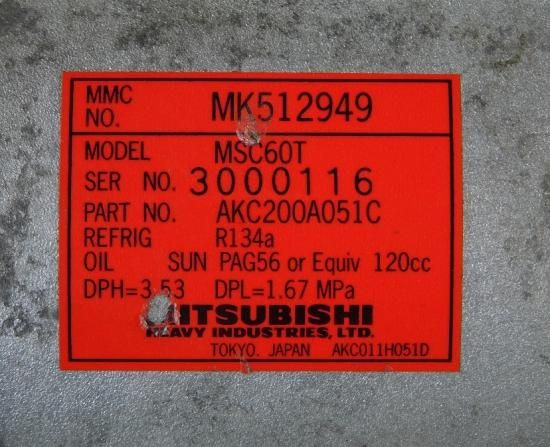 MMC NO. MK512949
MODEL MSC60T
SER NO. 3000116
PART NO. AKC200A051C
REFRIG R134a
OIL SUN PAG56 or Equiv 120cc
DPH=3.53 DPL=1.67 MPa
MITSUBISHI
HEAVY INDUSTRIES, LTD.
TOKYO. JAPAN AKC011H051D